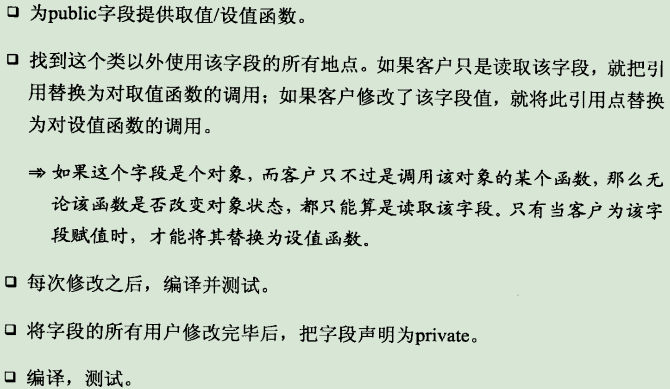 ❑ 为public字段提供取值/设值函数。
❑ 找到这个类以外使用该字段的所有地点。如果客户只是读取该字段，就把引
用替换为对取值函数的调用；如果客户修改了该字段值，就将此引用点替换
为对设值函数的调用。
⇒ 如果这个字段是个对象，而客户只不过是调用该对象的某个函数，那么无
论该函数是否改变对象状态，都只能算是读取该字段。只有当客户为该字
段赋值时，才能将其替换为设值函数。
❑ 每次修改之后，编译并测试。
❑ 将字段的所有用户修改完毕后，把字段声明为private。
❑ 编译，测试。